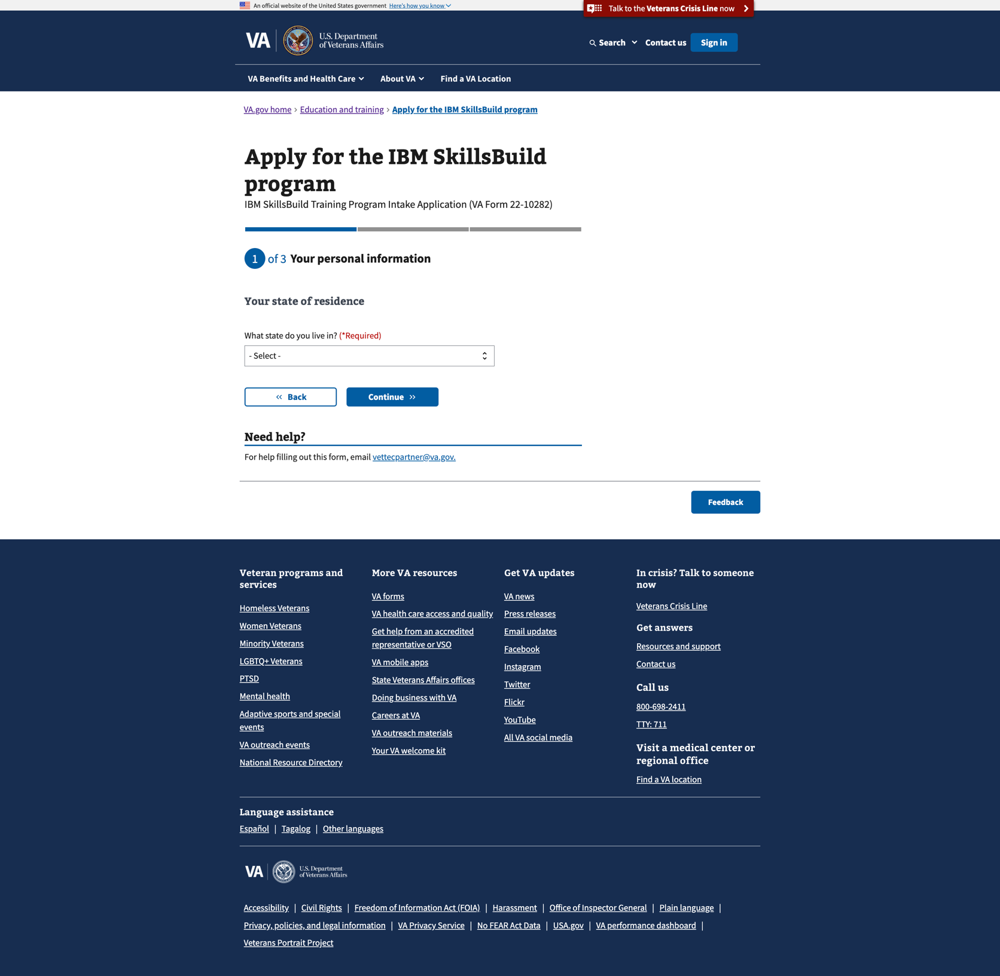 An official website of the United States government Here's how you know
Talk to the Veterans Crisis Line now
VA
U.S. Department
of Veterans Affairs
Search
Contact us
Sign in
VA Benefits and Health Care
About VA
Find a VA Location
VA.gov home › Education and training › Apply for the IBM SkillsBuild program
Apply for the IBM SkillsBuild
program
IBM SkillsBuild Training Program Intake Application (VA Form 22-10282)
1 of 3 Your personal information
Your state of residence
What state do you live in? (*Required)
- Select -
Back
Continue
Need help?
For help filling out this form, email vettecpartner@va.gov.
Feedback
Veteran programs and
services
Homeless Veterans
Women Veterans
Minority Veterans
LGBTQ+ Veterans
PTSD
Mental health
Adaptive sports and special
events
VA outreach events
National Resource Directory
More VA resources
VA forms
VA health care access and quality
Get help from an accredited
representative or VSO
VA mobile apps
State Veterans Affairs offices
Doing business with VA
Careers at VA
VA outreach materials
Your VA welcome kit
Get VA updates
VA news
Press releases
Email updates
Facebook
Instagram
Twitter
Flickr
YouTube
All VA social media
In crisis? Talk to someone
now
Veterans Crisis Line
Get answers
Resources and support
Contact us
Call us
800-698-2411
TTY: 711
Visit a medical center or
regional office
Find a VA location
Language assistance
Español | Tagalog | Other languages
VA
U.S. Department
of Veterans Affairs
Accessibility | Civil Rights | Freedom of Information Act (FOIA) | Harassment | Office of Inspector General | Plain language |
Privacy, policies, and legal information | VA Privacy Service | No FEAR Act Data | USA.gov | VA performance dashboard |
Veterans Portrait Project